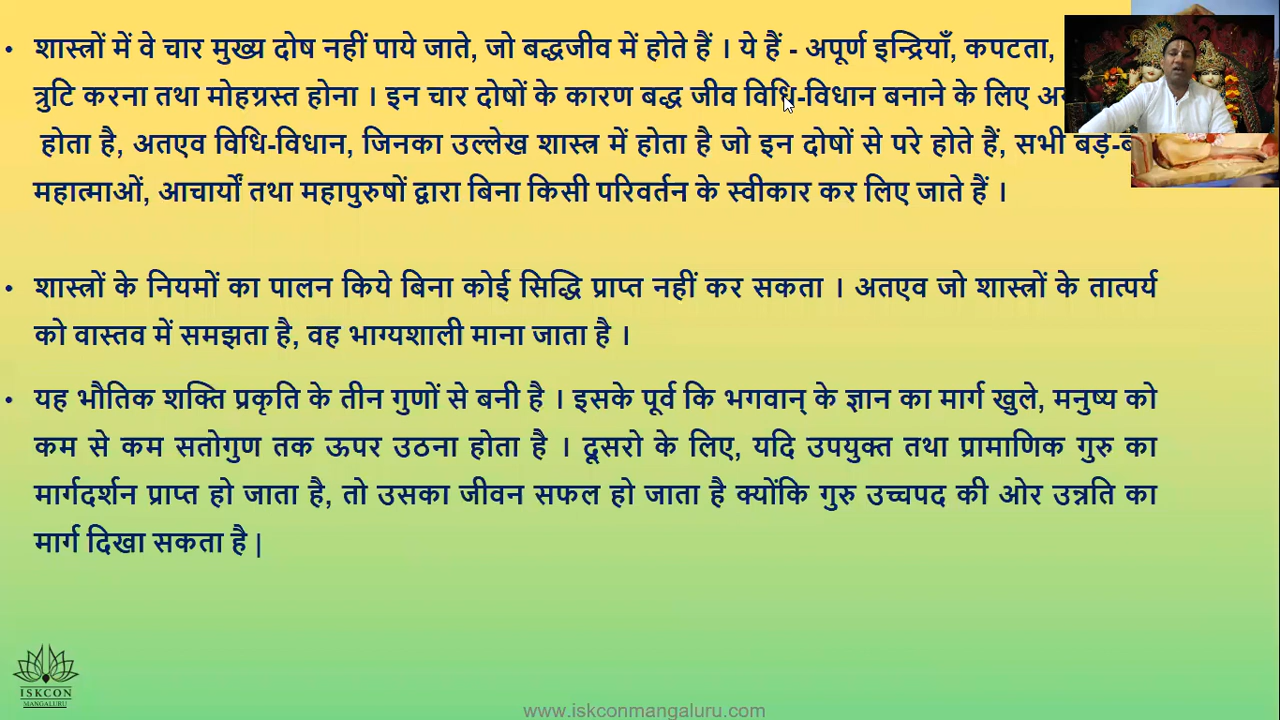 • शास्त्रों में वे चार मुख्य दोष नहीं पाये जाते, जो बद्धजीव में होते हैं । ये हैं - अपूर्ण इन्द्रियाँ, कपटता,
त्रुटि करना तथा मोहग्रस्त होना । इन चार दोषों के कारण बद्ध जीव विधि-विधान बनाने के लिए
होता है, अतएव विधि-विधान, जिनका उल्लेख शास्त्र में होता है जो इन दोषों से परे होते हैं, सभी बड़े-
महात्माओं, आचार्यों तथा महापुरुषों द्वारा बिना किसी परिवर्तन के स्वीकार कर लिए जाते हैं ।
• शास्त्रों के नियमों का पालन किये बिना कोई सिद्धि प्राप्त नहीं कर सकता । अतएव जो शास्त्रों के तात्पर्य
को वास्तव में समझता है, वह भाग्यशाली माना जाता है ।
• यह भौतिक शक्ति प्रकृति के तीन गुणों से बनी है । इसके पूर्व कि भगवान् के ज्ञान का मार्ग खुले, मनुष्य को
कम से कम सतोगुण तक ऊपर उठना होता है । दूसरो के लिए, यदि उपयुक्त तथा प्रामाणिक गुरु का
मार्गदर्शन प्राप्त हो जाता है, तो उसका जीवन सफल हो जाता है क्योंकि गुरु उच्चपद की ओर उन्नति का
मार्ग दिखा सकता है |
ISKCON
MANGALURU
www.iskconmangaluru.com